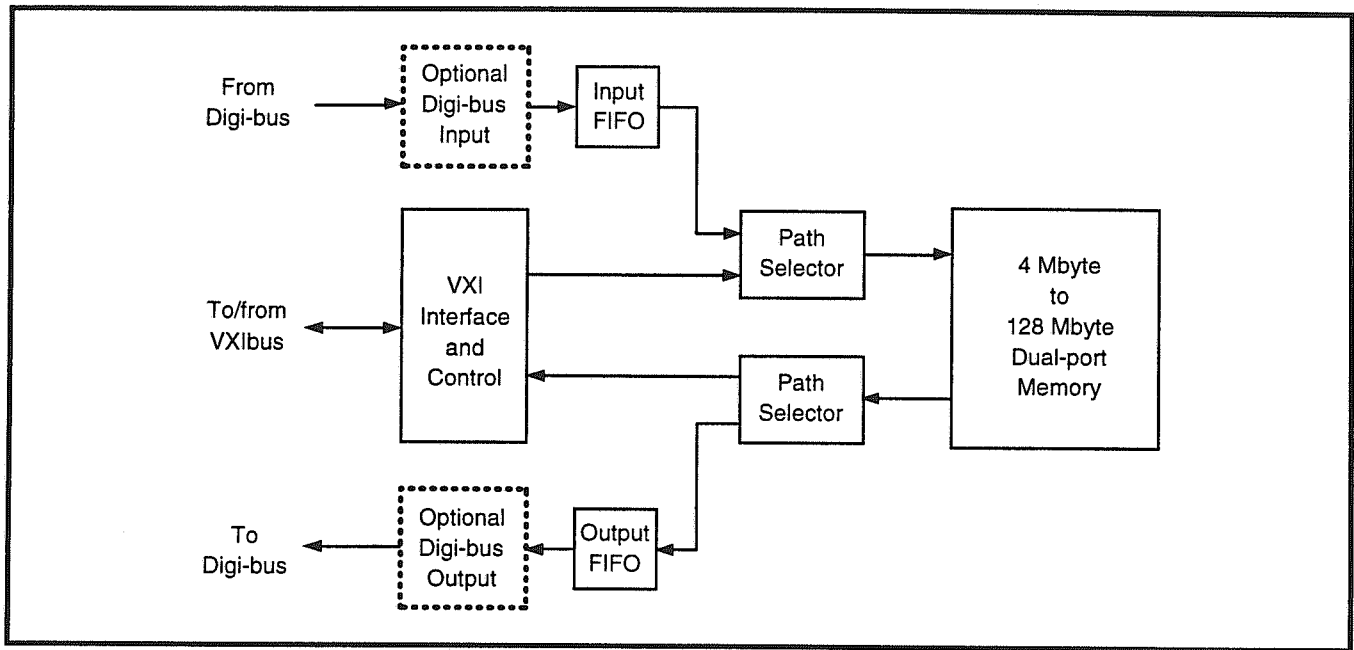 From
Digi-bus
Optional
Digi-bus
Input
Input
FIFO
Path
Selector
4 Mbyte
to
128 Mbyte
Dual-port
Memory
VXI
Interface
and
Control
To/from
VXIbus
Path
Selector
To
Digi-bus
Optional
Digi-bus
Output
Output
FIFO